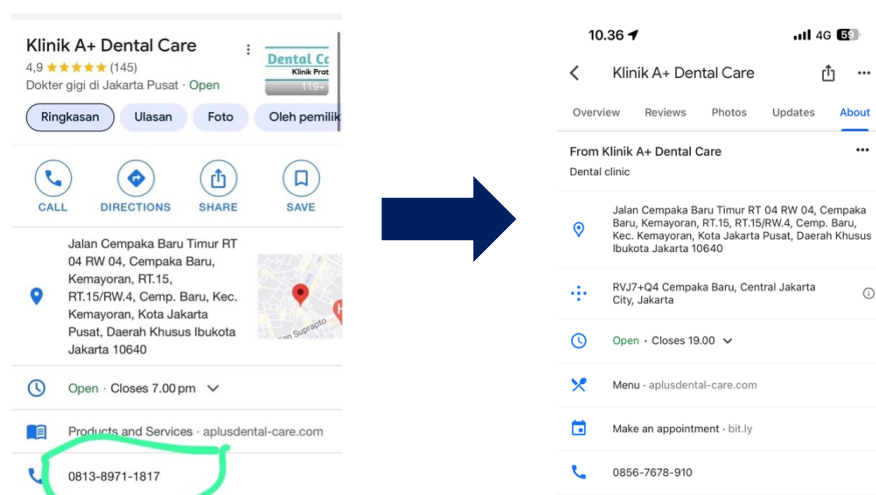 Klinik A+ Dental Care
4,9 ★★★★★ (145)
Dokter gigi di Jakarta Pusat · Open
Dental Ca
Klinik Prat
119+
Ringkasan
Ulasan
Foto
Oleh pemilik
CALL
DIRECTIONS
SHARE
SAVE
Jalan Cempaka Baru Timur RT
04 RW 04, Cempaka Baru,
Kemayoran, RT.15,
RT.15/RW.4, Cemp. Baru, Kec.
Kemayoran, Kota Jakarta
Pusat, Daerah Khusus Ibukota
Jakarta 10640
Suprapto
H
Open · Closes 7.00 pm
Products and Services · aplusdental-care.com
0813-8971-1817
10.36
4G 59
Klinik A+ Dental Care
Overview
Reviews
Photos
Updates
About
From Klinik A+ Dental Care
Dental clinic
Jalan Cempaka Baru Timur RT 04 RW 04, Cempaka
Baru, Kemayoran, RT.15, RT.15/RW.4, Cemp. Baru,
Kec. Kemayoran, Kota Jakarta Pusat, Daerah Khusus
Ibukota Jakarta 10640
RVJ7+Q4 Cempaka Baru, Central Jakarta
City, Jakarta
Open · Closes 19.00
Menu · aplusdental-care.com
Make an appointment · bit.ly
0856-7678-910